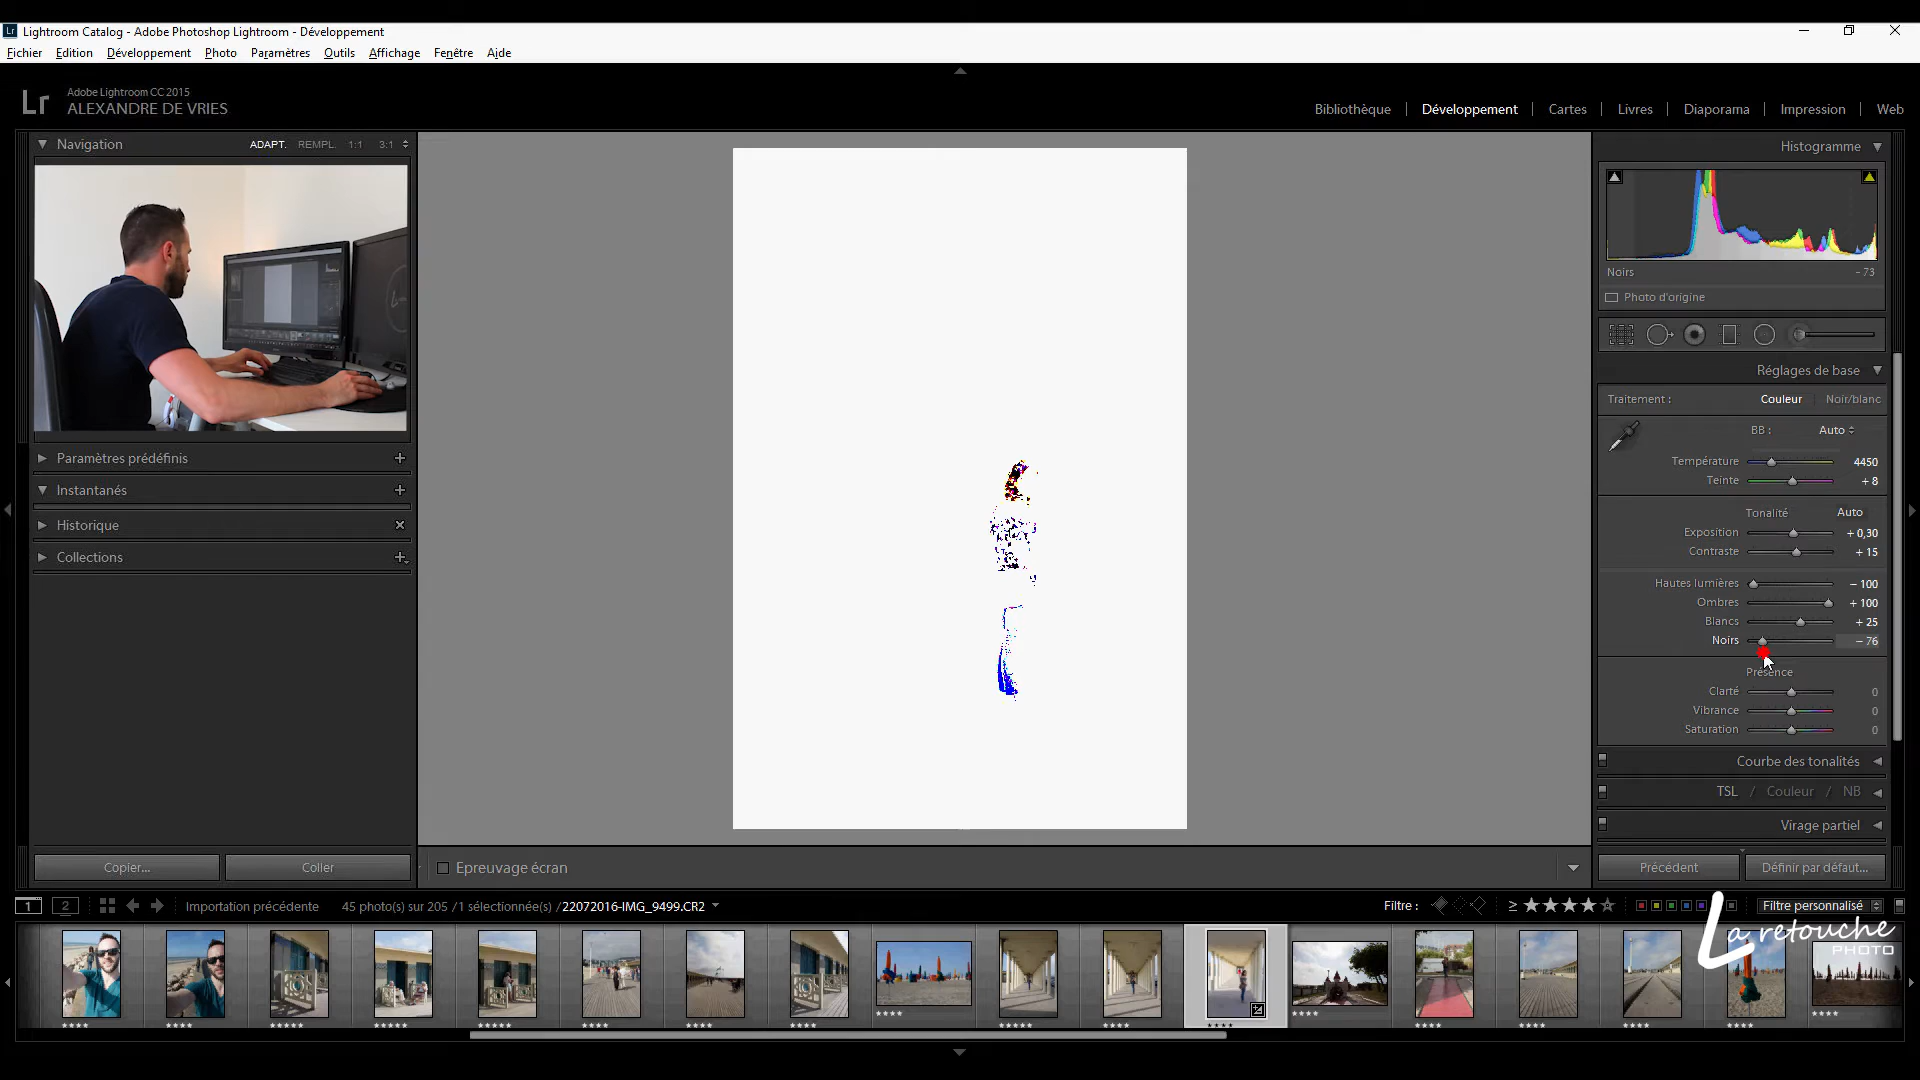 Lr Lightroom Catalog - Adobe Photoshop Lightroom - Développement
Fichier Edition Développement Photo Paramètres Outils Affichage Fenêtre Aide
Lr
Adobe Lightroom CC 2015
ALEXANDRE DE VRIES
Bibliothèque | Développement | Cartes | Livres | Diaporama | Impression | Web
Navigation ADAPT. REMPL. 1:1 3:1
Paramètres prédéfinis
Instantanés
Historique
Collections
Copier... Coller
Epreuvage écran
Histogramme
Noirs - 73
Photo d'origine
Réglages de base
Traitement : Couleur Noir/blanc
BB : Auto
Température 4450
Teinte + 8
Tonalité Auto
Exposition + 0,30
Contraste + 15
Hautes lumières - 100
Ombres + 100
Blancs + 25
Noirs - 76
Présence
Clarté 0
Vibrance 0
Saturation 0
Courbe des tonalités
TSL / Couleur / NB
Virage partiel
Précédent Définir par défaut...
1 2 Importation précédente 45 photo(s) sur 205 /1 sélectionnée(s) /22072016-IMG_9499.CR2 Filtre : ≥ Filtre personnalisé
La retouche
PHOTO